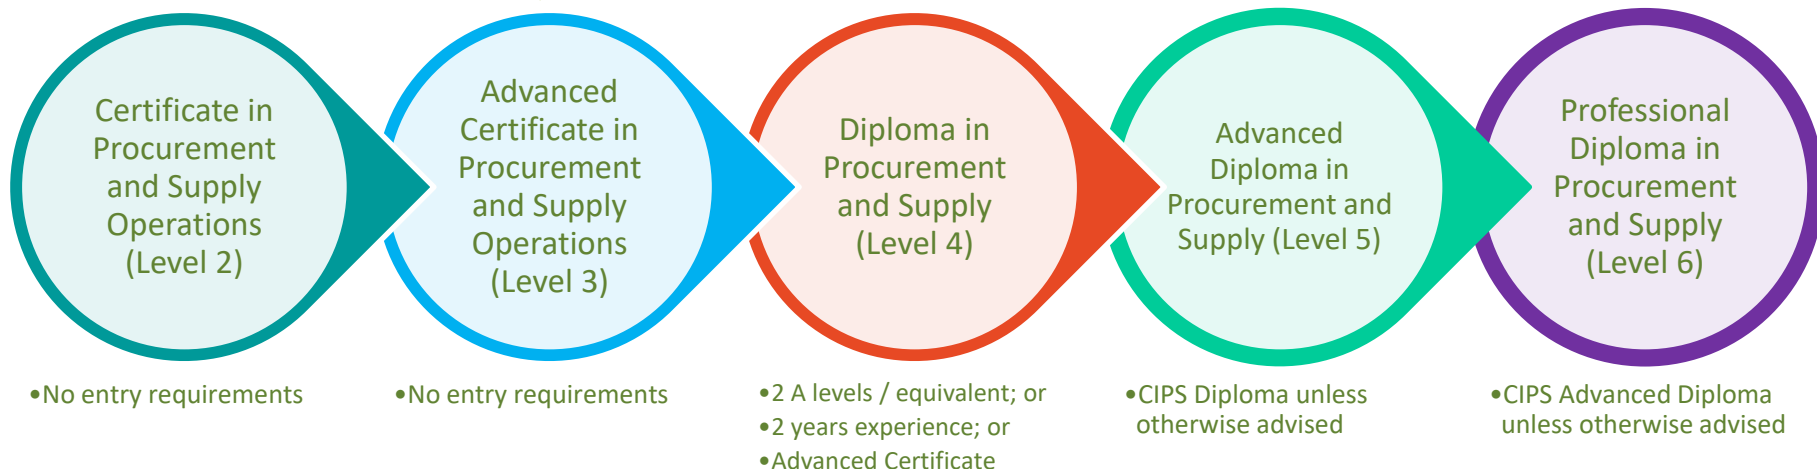 Certificate in
Procurement
and Supply
Operations
(Level 2)
Advanced
Certificate in
Procurement
and Supply
Operations
(Level 3)
Diploma in
Procurement
and Supply
(Level 4)
Advanced
Diploma in
Procurement and
Supply (Level 5)
Professional
Diploma in
Procurement
and Supply
(Level 6)
•No entry requirements
•No entry requirements
•2 A levels / equivalent; or
•2 years experience; or
•Advanced Certificate
•CIPS Diploma unless
otherwise advised
•CIPS Advanced Diploma
unless otherwise advised